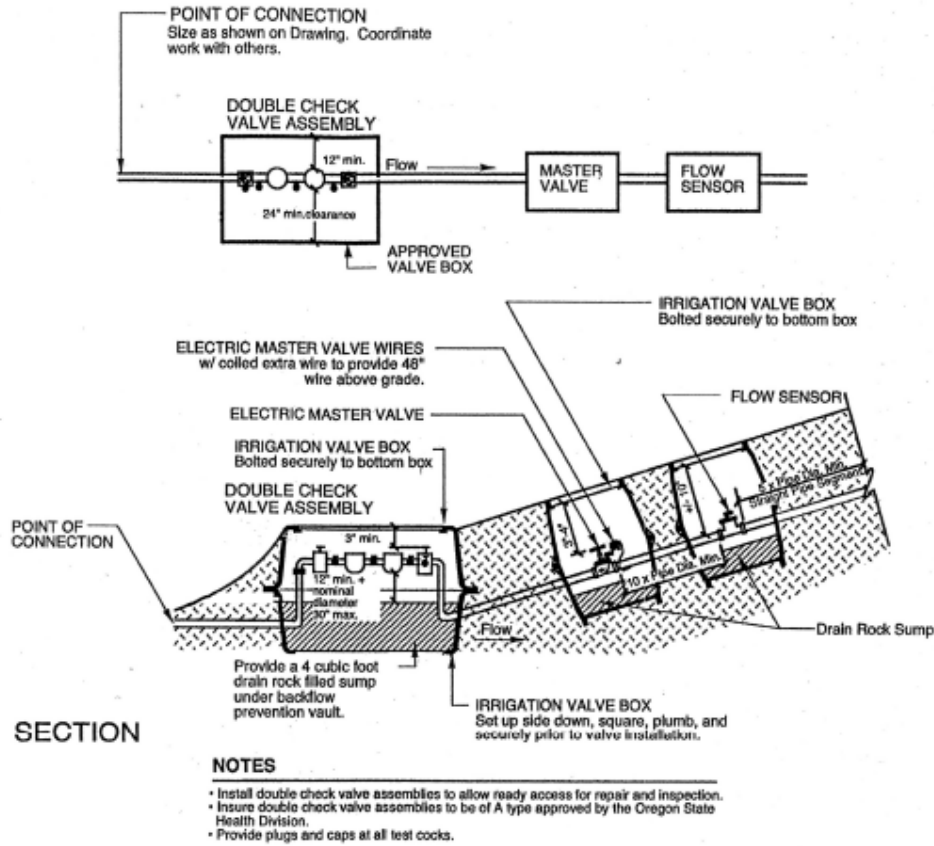 POINT OF CONNECTION
Size as shown on Drawing. Coordinate
work with others.
DOUBLE CHECK
VALVE ASSEMBLY
12" min.
Flow
MASTER
VALVE
FLOW
SENSOR
24" min.clearance
APPROVED
VALVE BOX
IRRIGATION VALVE BOX
Bolted securely to bottom box
ELECTRIC MASTER VALVE WIRES
w/ coiled extra wire to provide 48"
wire above grade.
FLOW SENSOR
ELECTRIC MASTER VALVE
IRRIGATION VALVE BOX
Bolted securely to bottom box
DOUBLE CHECK
VALVE ASSEMBLY
5 x Pipe Dia. Min.
Straight Pipe Segment
POINT OF
CONNECTION
3" min.
12" min. +
nominal
diameter
30" max.
10 x Pipe Dia. Min.
Flow
Drain Rock Sump
Provide a 4 cubic foot
drain rock filled sump
under backflow
prevention vault.
IRRIGATION VALVE BOX
Set up side down, square, plumb, and
securely prior to valve installation.
SECTION
NOTES
• Install double check valve assemblies to allow ready access for repair and inspection.
• Insure double check valve assemblies to be of A type approved by the Oregon State
Health Division.
• Provide plugs and caps at all test cocks.